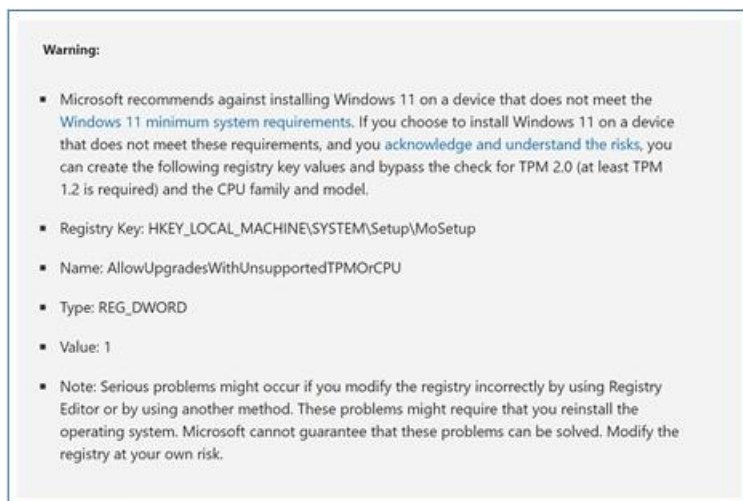 Warning:
▪ Microsoft recommends against installing Windows 11 on a device that does not meet the
Windows 11 minimum system requirements. If you choose to install Windows 11 on a device
that does not meet these requirements, and you acknowledge and understand the risks, you
can create the following registry key values and bypass the check for TPM 2.0 (at least TPM
1.2 is required) and the CPU family and model.
▪ Registry Key: HKEY_LOCAL_MACHINE\SYSTEM\Setup\MoSetup
▪ Name: AllowUpgradesWithUnsupportedTPMOrCPU
▪ Type: REG_DWORD
▪ Value: 1
▪ Note: Serious problems might occur if you modify the registry incorrectly by using Registry
Editor or by using another method. These problems might require that you reinstall the
operating system. Microsoft cannot guarantee that these problems can be solved. Modify the
registry at your own risk.